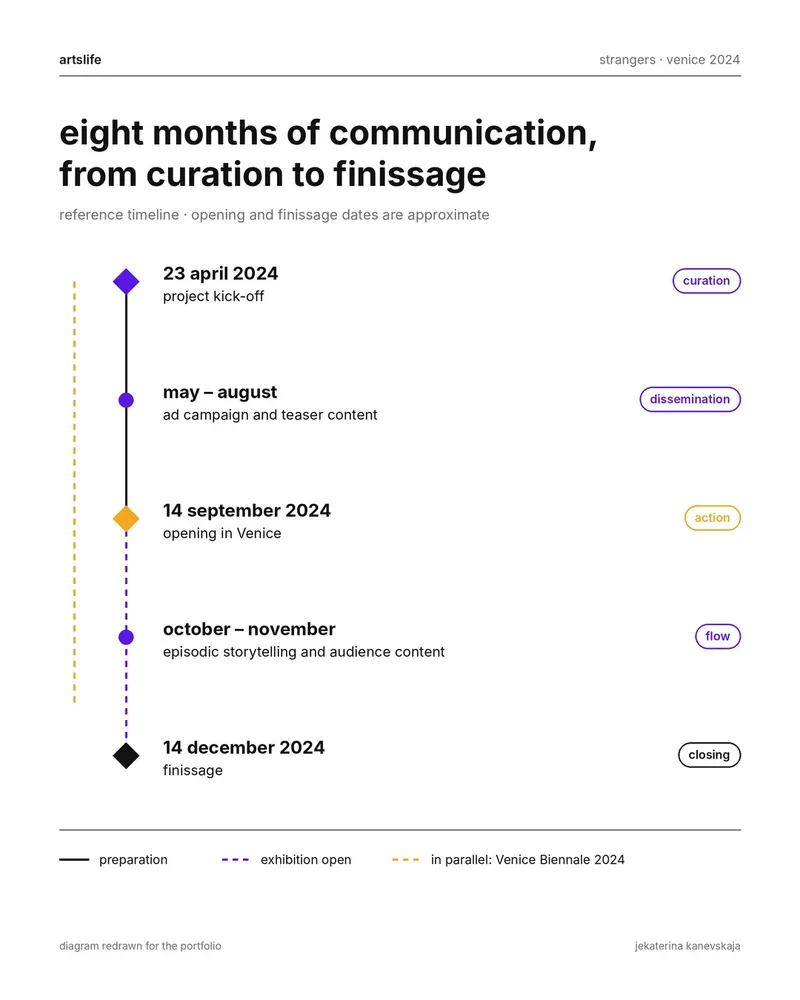 artslife
strangers · venice 2024
eight months of communication,
from curation to finissage
reference timeline · opening and finissage dates are approximate
23 april 2024
project kick-off
curation
may – august
ad campaign and teaser content
dissemination
14 september 2024
opening in Venice
action
october – november
episodic storytelling and audience content
flow
14 december 2024
finissage
closing
preparation
exhibition open
in parallel: Venice Biennale 2024
diagram redrawn for the portfolio
jekaterina kanevskaja